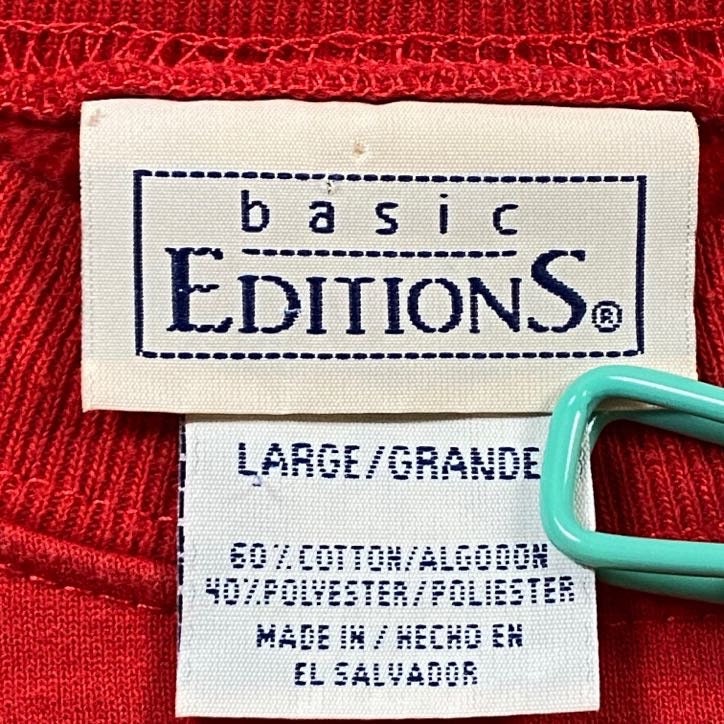 basic
EDITIONS®
LARGE/GRANDE
60% COTTON/ALGODON
40% POLYESTER/POLIESTER
MADE IN / HECHO EN
EL SALVADOR